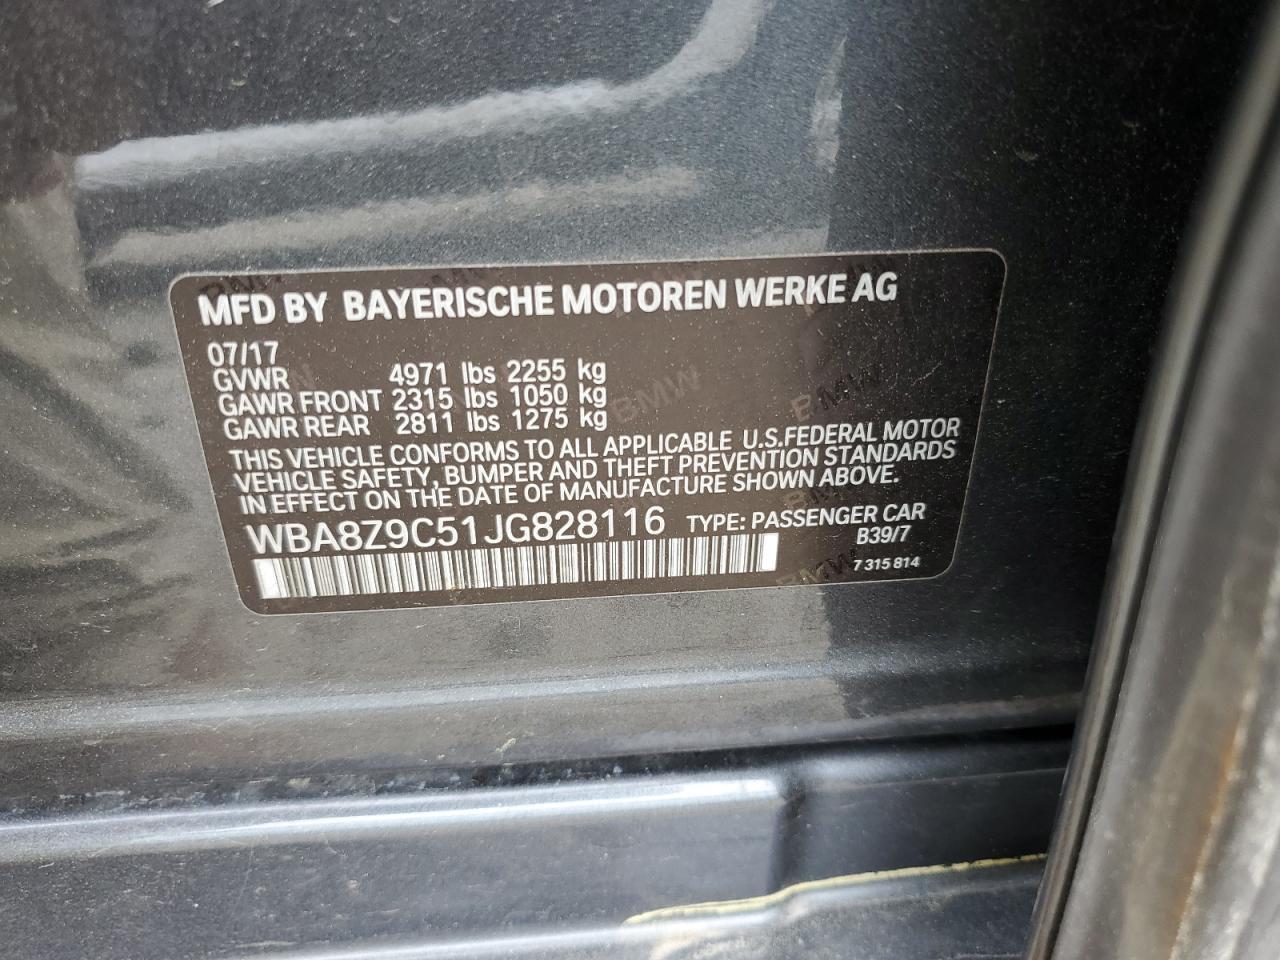 MFD BY BAYERISCHE MOTOREN WERKE AG
07/17
GVWR 4971 lbs 2255 kg
GAWR FRONT 2315 lbs 1050 kg
GAWR REAR 2811 lbs 1275 kg
THIS VEHICLE CONFORMS TO ALL APPLICABLE U.S.FEDERAL MOTOR
VEHICLE SAFETY, BUMPER AND THEFT PREVENTION STANDARDS
IN EFFECT ON THE DATE OF MANUFACTURE SHOWN ABOVE.
WBA8Z9C51JG828116 TYPE: PASSENGER CAR
B39/7
7 315 814